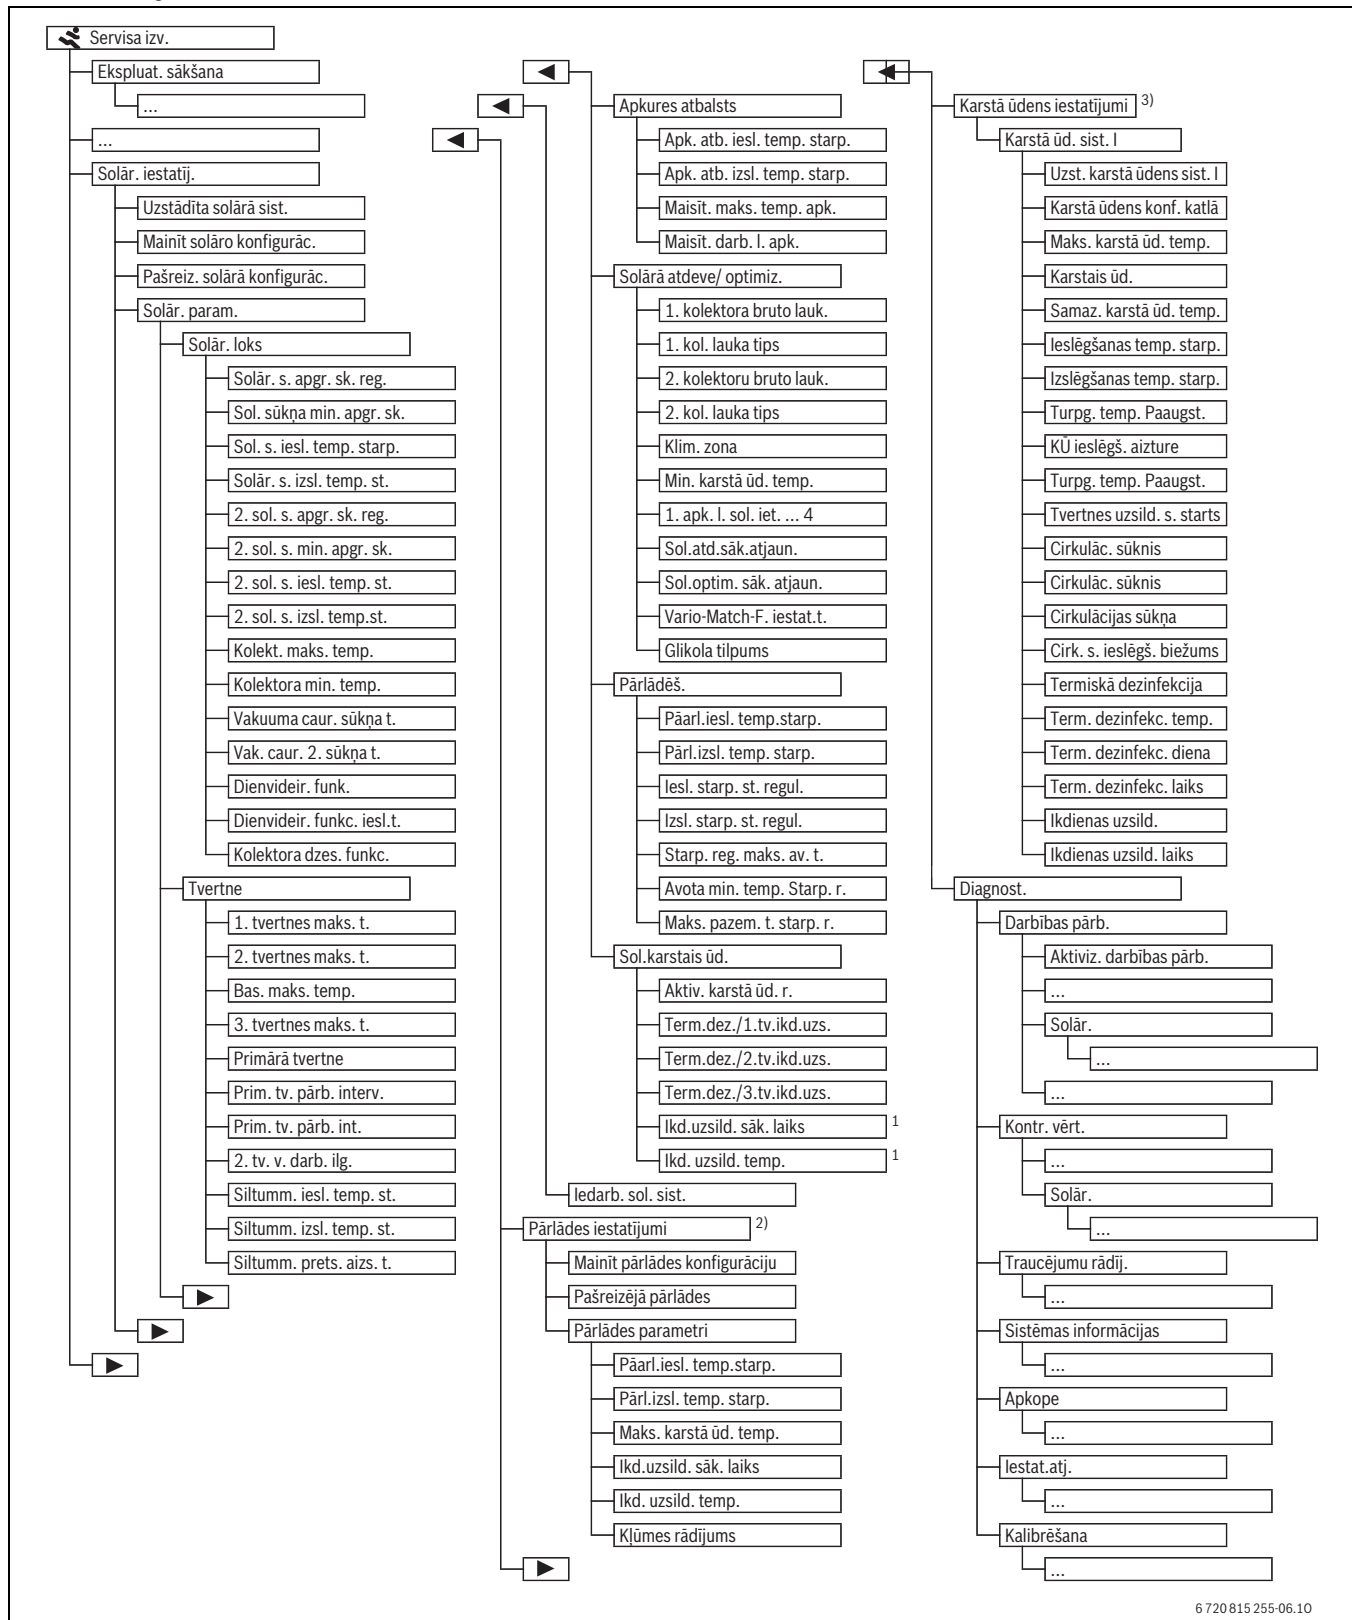 Servisa izv.
Ekspluat. sākšana
...
...
Solār. iestatīj.
Uzstādīta solārā sist.
Mainīt solāro konfigurāc.
Pašreiz. solārā konfigurāc.
Solār. param.
Solār. loks
Solār. s. apgr. sk. reg.
Sol. sūkņa min. apgr. sk.
Sol. s. iesl. temp. starp.
Solār. s. izsl. temp. st.
2. sol. s. apgr. sk. reg.
2. sol. s. min. apgr. sk.
2. sol. s. iesl. temp. st.
2. sol. s. izsl. temp.st.
Kolekt. maks. temp.
Kolektora min. temp.
Vakuuma caur. sūkņa t.
Vak. caur. 2. sūkņa t.
Dienvideir. funk.
Dienvideir. funkc. iesl.t.
Kolektora dzes. funkc.
Tvertne
1. tvertnes maks. t.
2. tvertnes maks. t.
Bas. maks. temp.
3. tvertnes maks. t.
Primārā tvertne
Prim. tv. pārb. interv.
Prim. tv. pārb. int.
2. tv. v. darb. ilg.
Siltumm. iesl. temp. st.
Siltumm. izsl. temp. st.
Siltumm. prets. aizs. t.
Apkures atbalsts
Apk. atb. iesl. temp. starp.
Apk. atb. izsl. temp. starp.
Maisīt. maks. temp. apk.
Maisīt. darb. l. apk.
Solārā atdeve/ optimiz.
1. kolektora bruto lauk.
1. kol. lauka tips
2. kolektoru bruto lauk.
2. kol. lauka tips
Klim. zona
Min. karstā ūd. temp.
1. apk. l. sol. iet. ... 4
Sol.atd.sāk.atjaun.
Sol.optim. sāk. atjaun.
Vario-Match-F. iestat.t.
Glikola tilpums
Pārlādēš.
Pāarl.iesl. temp.starp.
Pārl.izsl. temp. starp.
Iesl. starp. st. regul.
Izsl. starp. st. regul.
Starp. reg. maks. av. t.
Avota min. temp. Starp. r.
Maks. pazem. t. starp. r.
Sol.karstais ūd.
Aktiv. karstā ūd. r.
Term.dez./1.tv.ikd.uzs.
Term.dez./2.tv.ikd.uzs.
Term.dez./3.tv.ikd.uzs.
Ikd.uzsild. sāk. laiks 1
Ikd. uzsild. temp. 1
Iedarb. sol. sist.
Pārlādes iestatījumi 2)
Mainīt pārlādes konfigurāciju
Pašreizējā pārlādes
Pārlādes parametri
Pāarl.iesl. temp.starp.
Pārl.izsl. temp. starp.
Maks. karstā ūd. temp.
Ikd.uzsild. sāk. laiks
Ikd. uzsild. temp.
Kļūmes rādījums
Karstā ūdens iestatījumi 3)
Karstā ūd. sist. I
Uzst. karstā ūdens sist. I
Karstā ūdens konf. katlā
Maks. karstā ūd. temp.
Karstais ūd.
Samaz. karstā ūd. temp.
Ieslēgšanas temp. starp.
Izslēgšanas temp. starp.
Turpg. temp. Paaugst.
KŪ ieslēgš. aizture
Turpg. temp. Paaugst.
Tvertnes uzsild. s. starts
Cirkulāc. sūknis
Cirkulāc. sūknis
Cirkulācijas sūkņa
Cirk. s. ieslēgš. biežums
Termiskā dezinfekcija
Term. dezinfekc. temp.
Term. dezinfekc. diena
Term. dezinfekc. laiks
Ikdienas uzsild.
Ikdienas uzsild. laiks
Diagnost.
Darbības pārb.
Aktiviz. darbības pārb.
...
Solār.
...
...
Kontr. vērt.
...
Solār.
...
Traucējumu rādīj.
...
Sistēmas informācijas
...
Apkope
...
Iestat.atj.
...
Kalibrēšana
...
6 720 815 255-06.1O